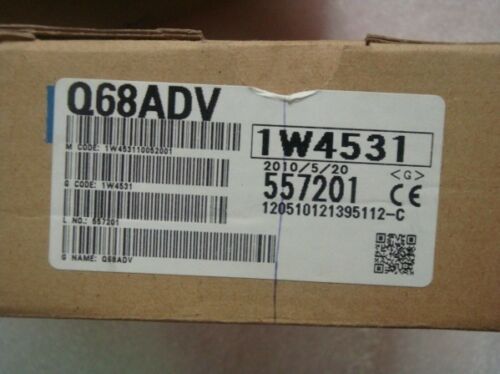 Q68ADV
M CODE: 1W453110052001
G CODE: 1W4531
L NO.: 557201
G NAME: Q68ADV
1W4531
2010/5/20 <G>
557201 CE
120510121395112-C